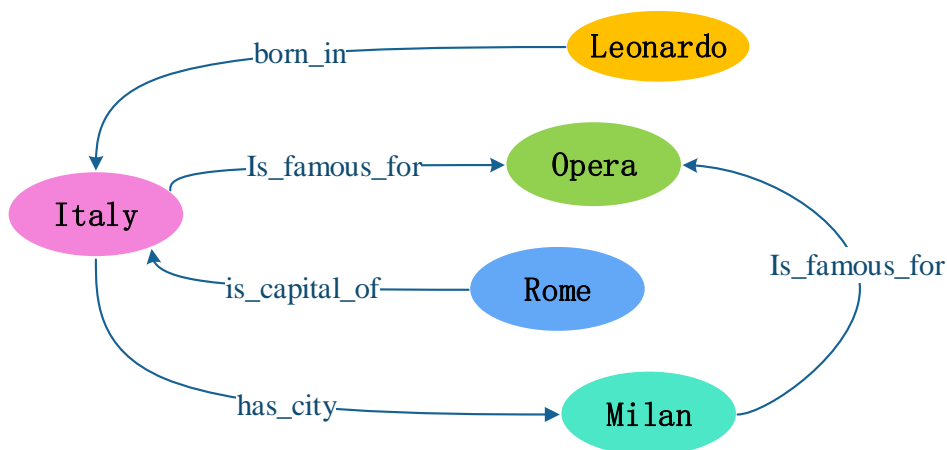 Leonardo
born_in
Opera
Is_famous_for
Italy
Is_famous_for
is_capital_of
Rome
has_city
Milan